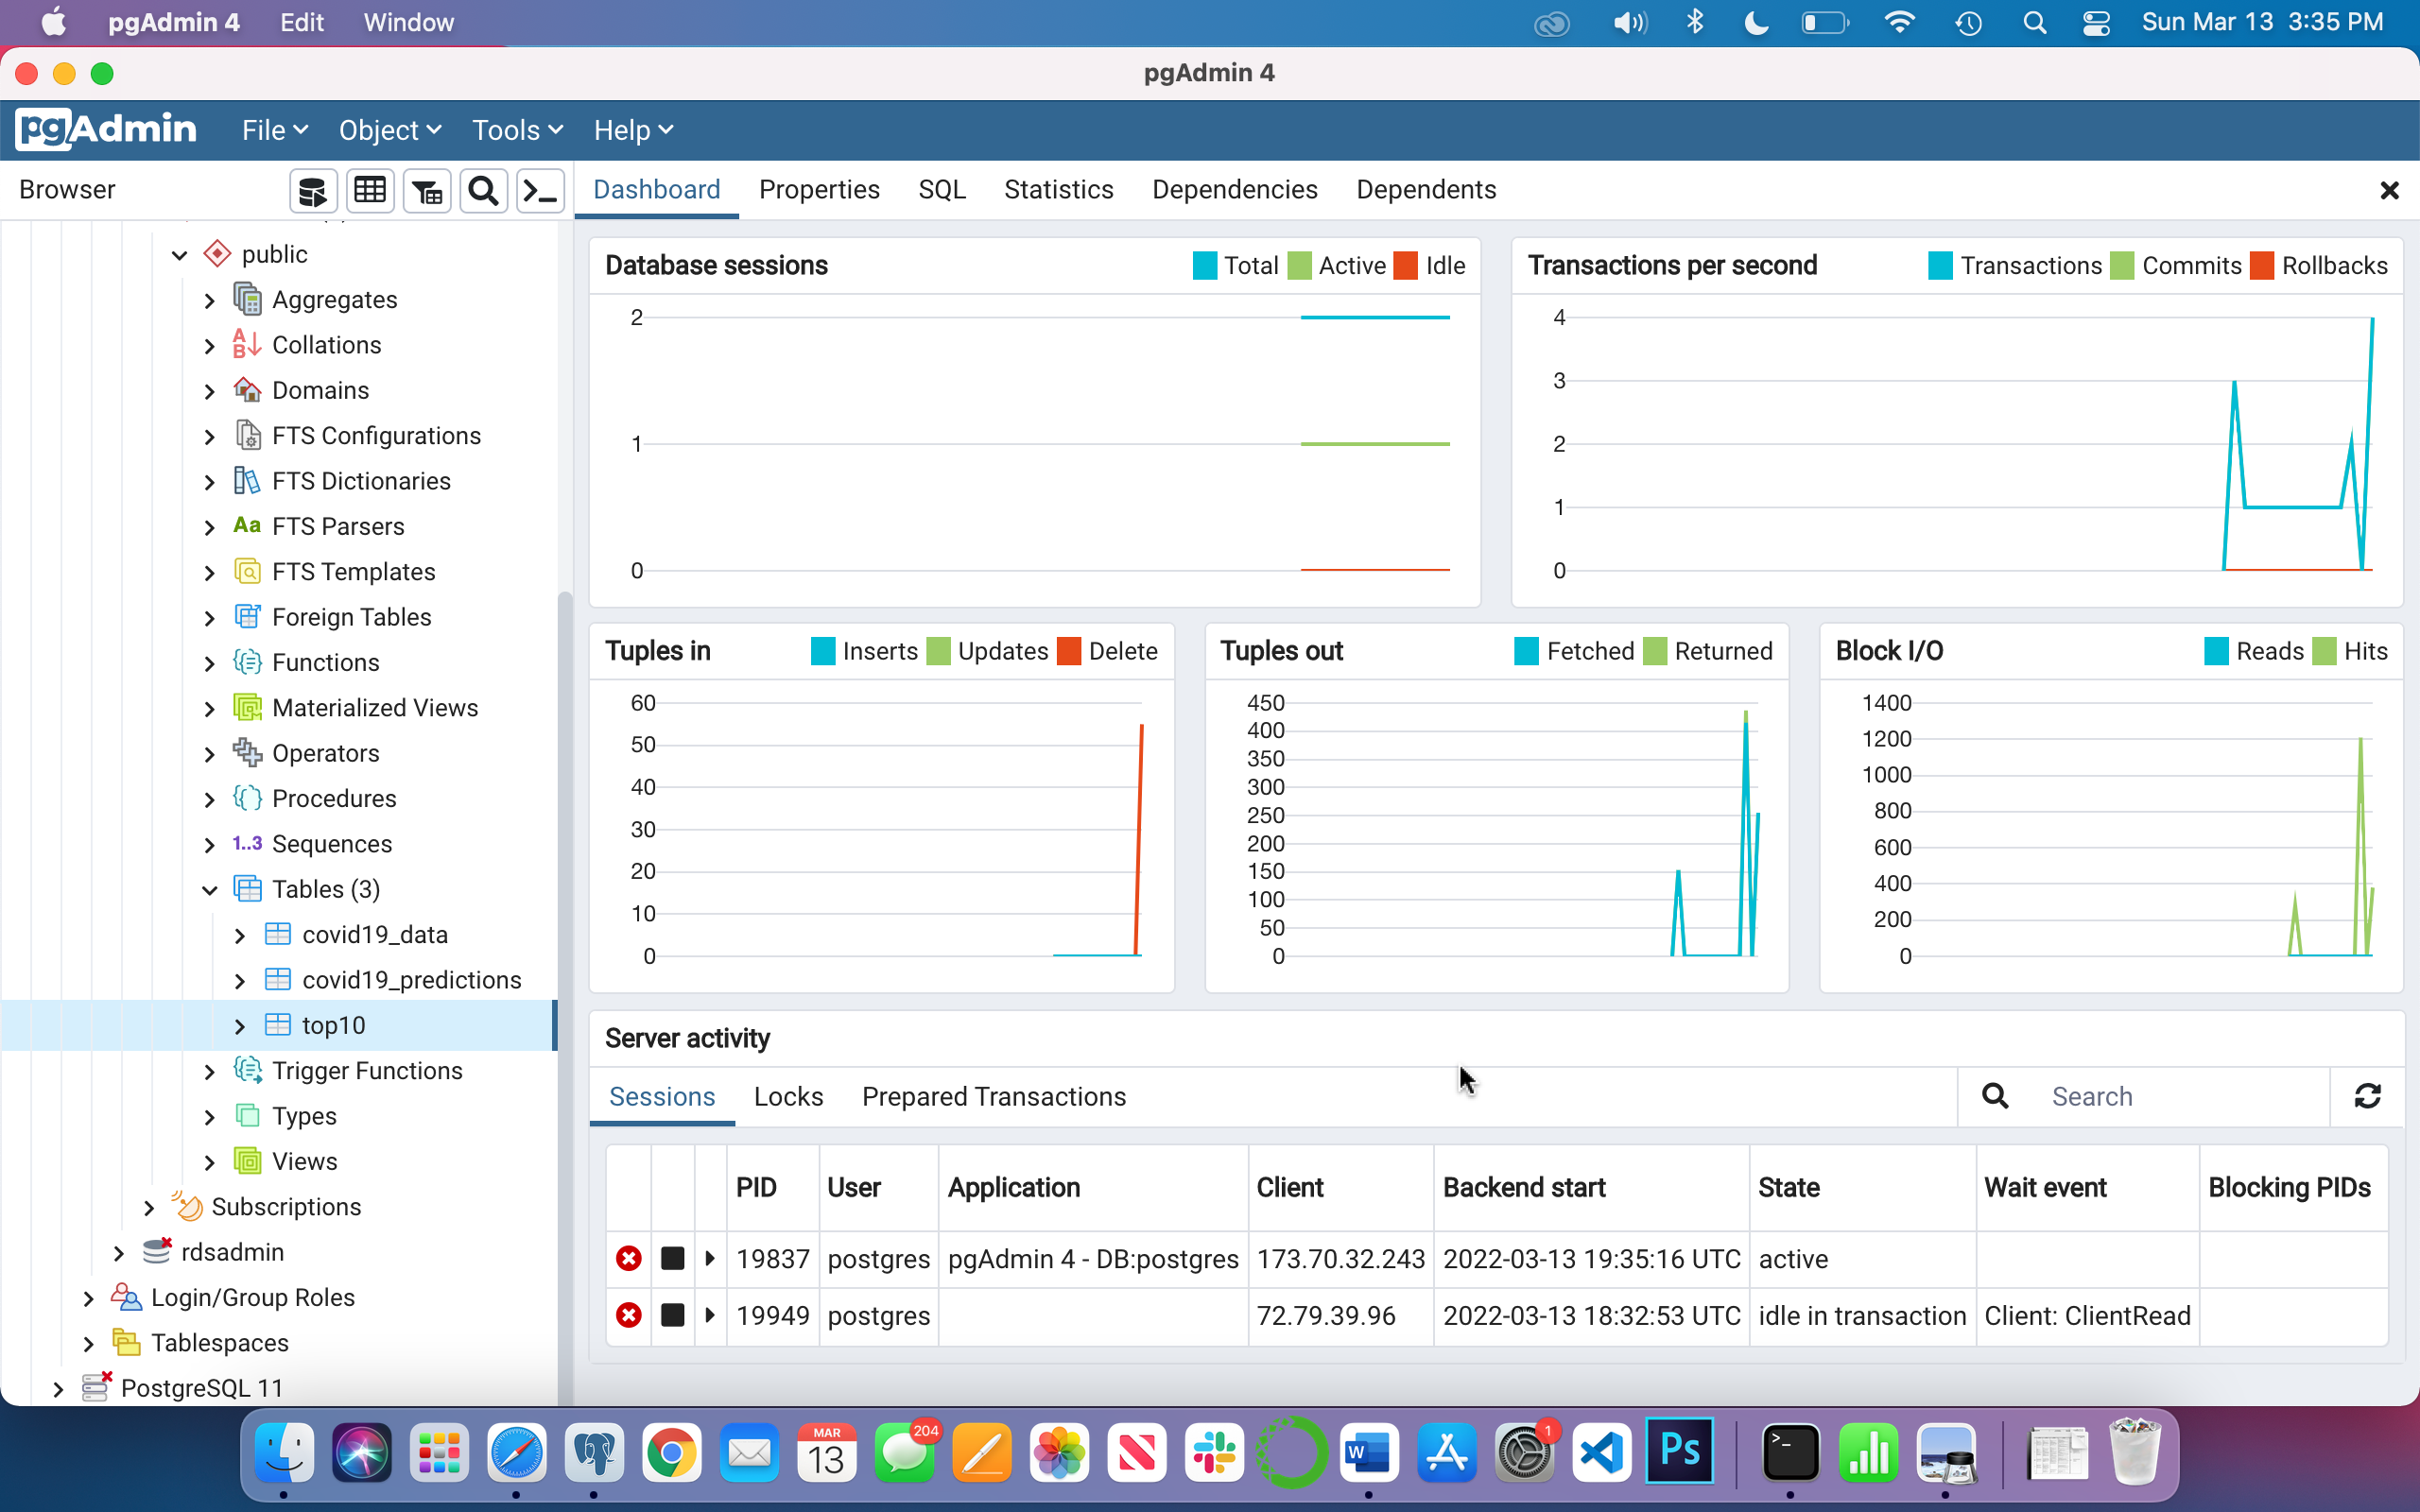 pgAdmin 4 Edit Window Sun Mar 13 3:35 PM
pgAdmin 4
pgAdmin File Object Tools Help
Browser Dashboard Properties SQL Statistics Dependencies Dependents
public
Aggregates
Collations
Domains
FTS Configurations
FTS Dictionaries
Aa FTS Parsers
FTS Templates
Foreign Tables
Functions
Materialized Views
Operators
Procedures
1..3 Sequences
Tables (3)
covid19_data
covid19_predictions
top10
Trigger Functions
Types
Views
Subscriptions
rdsadmin
Login/Group Roles
Tablespaces
PostgreSQL 11
Database sessions Total Active Idle
2
1
0
Transactions per second Transactions Commits Rollbacks
4
3
2
1
0
Tuples in Inserts Updates Delete
60
50
40
30
20
10
0
Tuples out Fetched Returned
450
400
350
300
250
200
150
100
50
0
Block I/O Reads Hits
1400
1200
1000
800
600
400
200
0
Server activity
Sessions Locks Prepared Transactions Search
PID User Application Client Backend start State Wait event Blocking PIDs
19837 postgres pgAdmin 4 - DB:postgres 173.70.32.243 2022-03-13 19:35:16 UTC active
19949 postgres 72.79.39.96 2022-03-13 18:32:53 UTC idle in transaction Client: ClientRead
MAR
13
204
W
1
Ps
>_